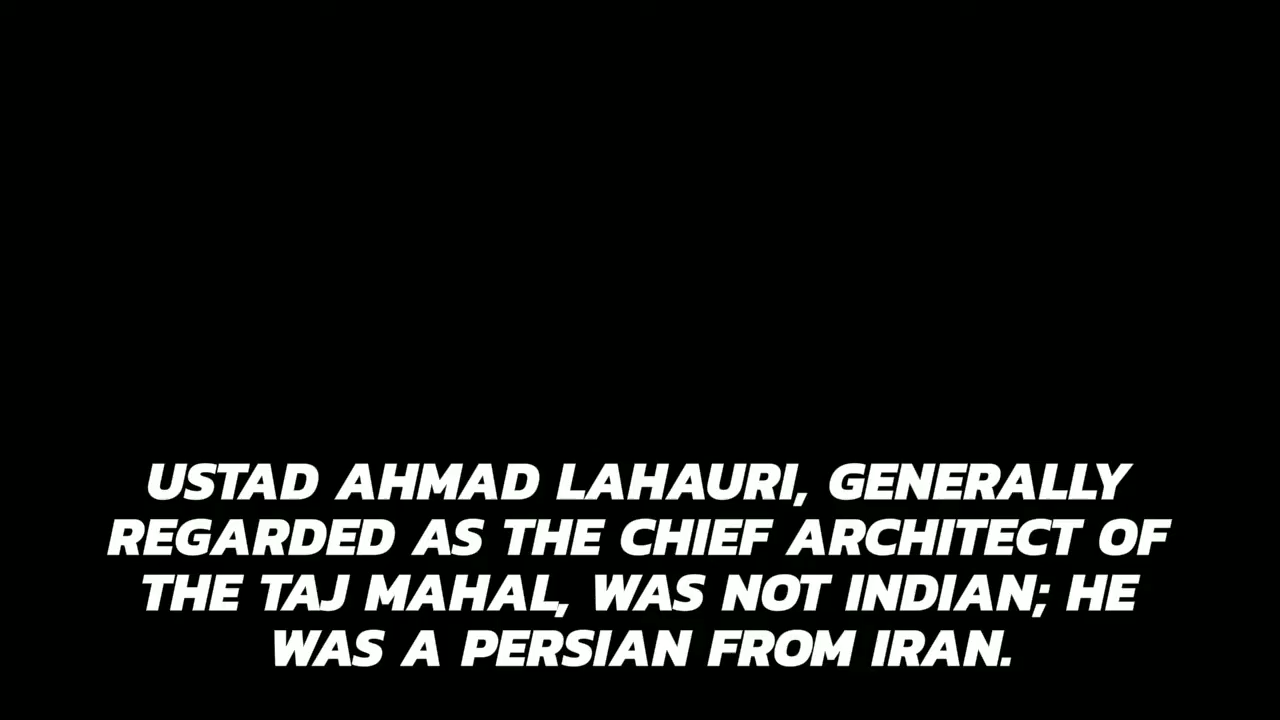 USTAD AHMAD LAHAURI, GENERALLY
REGARDED AS THE CHIEF ARCHITECT OF
THE TAJ MAHAL, WAS NOT INDIAN; HE
WAS A PERSIAN FROM IRAN.